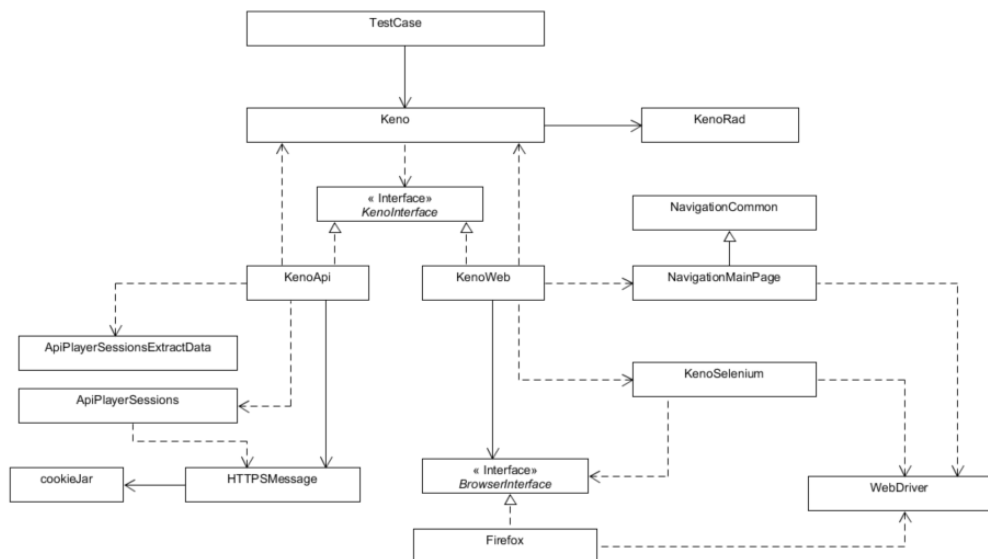 TestCase
Keno
KenoRad
« Interface»
KenoInterface
NavigationCommon
KenoApi
KenoWeb
NavigationMainPage
ApiPlayerSessionsExtractData
KenoSelenium
ApiPlayerSessions
« Interface»
BrowserInterface
cookieJar
HTTPSMessage
WebDriver
Firefox